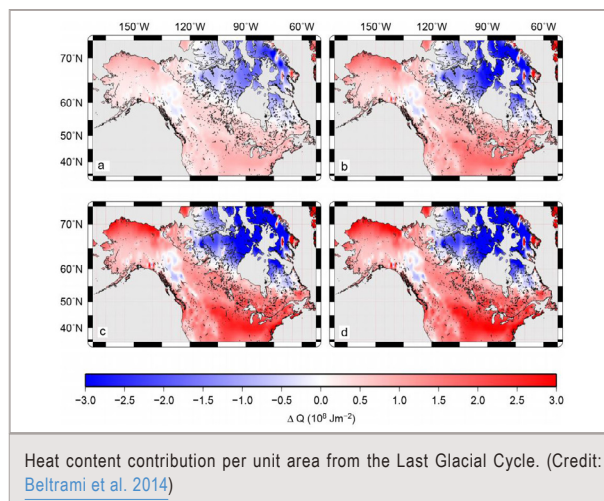 150˚W 120˚W 90˚W 60˚W 150˚W 120˚W 90˚W 60˚W
70˚N
60˚N
50˚N
40˚N
a b
70˚N
60˚N
50˚N
40˚N
c d
−3.0 −2.5 −2.0 −1.5 −1.0 −0.5 0.0 0.5 1.0 1.5 2.0 2.5 3.0
Δ Q (10⁸ Jm⁻²)
Heat content contribution per unit area from the Last Glacial Cycle. (Credit:
Beltrami et al. 2014)